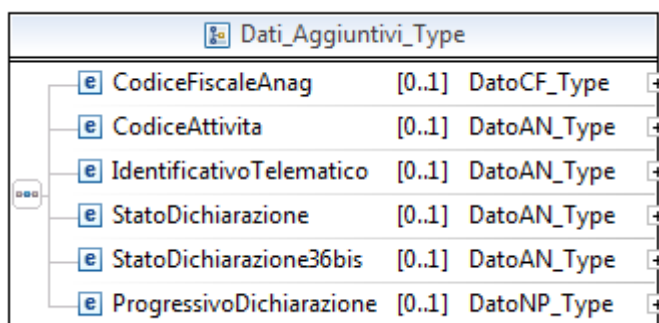 Dati_Aggiuntivi_Type
e CodiceFiscaleAnag [0..1] DatoCF_Type
e CodiceAttivita [0..1] DatoAN_Type
e IdentificativoTelematico [0..1] DatoAN_Type
e StatoDichiarazione [0..1] DatoAN_Type
e StatoDichiarazione36bis [0..1] DatoAN_Type
e ProgressivoDichiarazione [0..1] DatoNP_Type